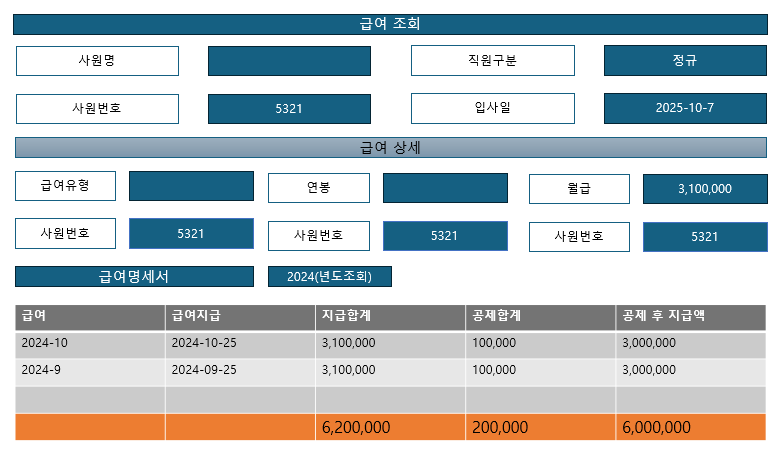 급여 조회
사원명 직원구분 정규
사원번호 5321 입사일 2025-10-7
급여 상세
급여유형 연봉 월급 3,100,000
사원번호 5321 사원번호 5321 사원번호 5321
급여명세서 2024(년도조회)
급여 급여지급 지급합계 공제합계 공제 후 지급액
2024-10 2024-10-25 3,100,000 100,000 3,000,000
2024-9 2024-09-25 3,100,000 100,000 3,000,000
6,200,000 200,000 6,000,000